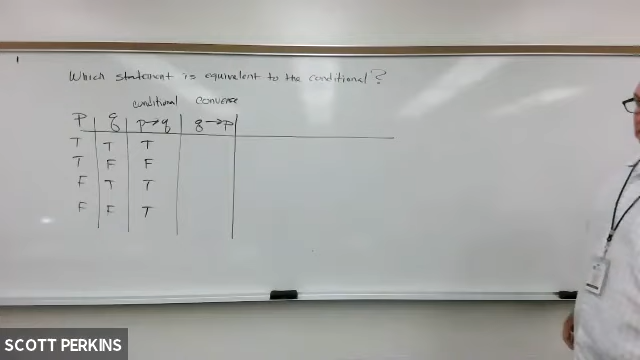 Which statement is equivalent to the conditional?
conditional converse
P q p→q q→p
T T T
T F F
F T T
F F T
SCOTT PERKINS